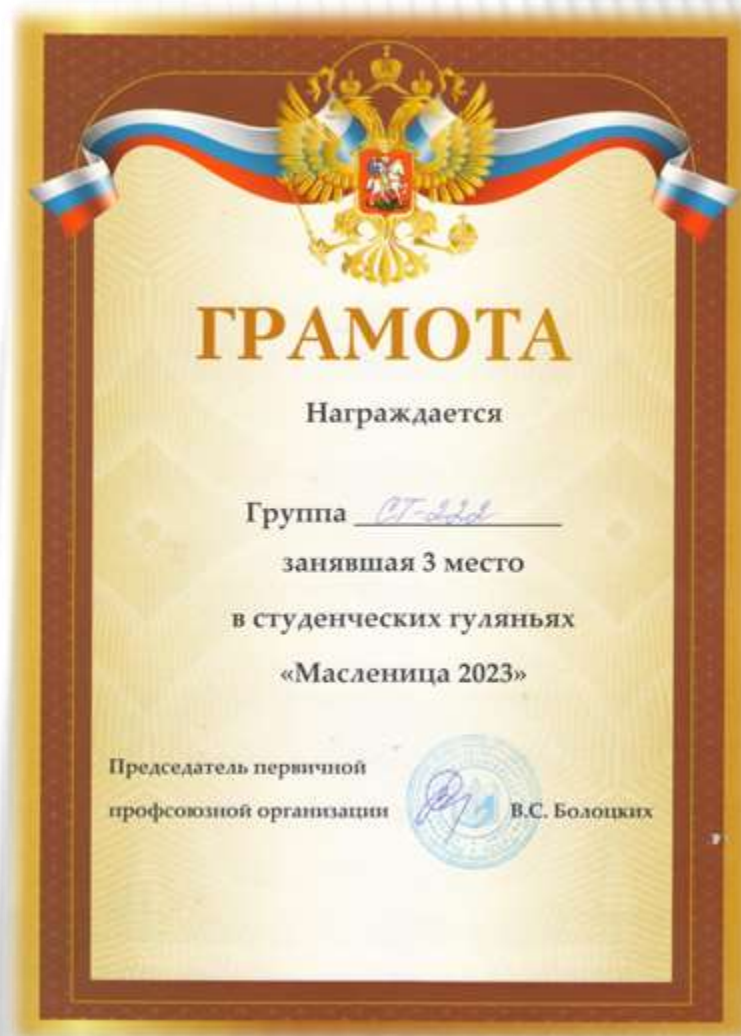 ГРАМОТА
Награждается
Группа СТ-222
занявшая 3 место
в студенческих гуляньях
«Масленица 2023»
Председатель первичной
профсоюзной организации В.С. Болоцких